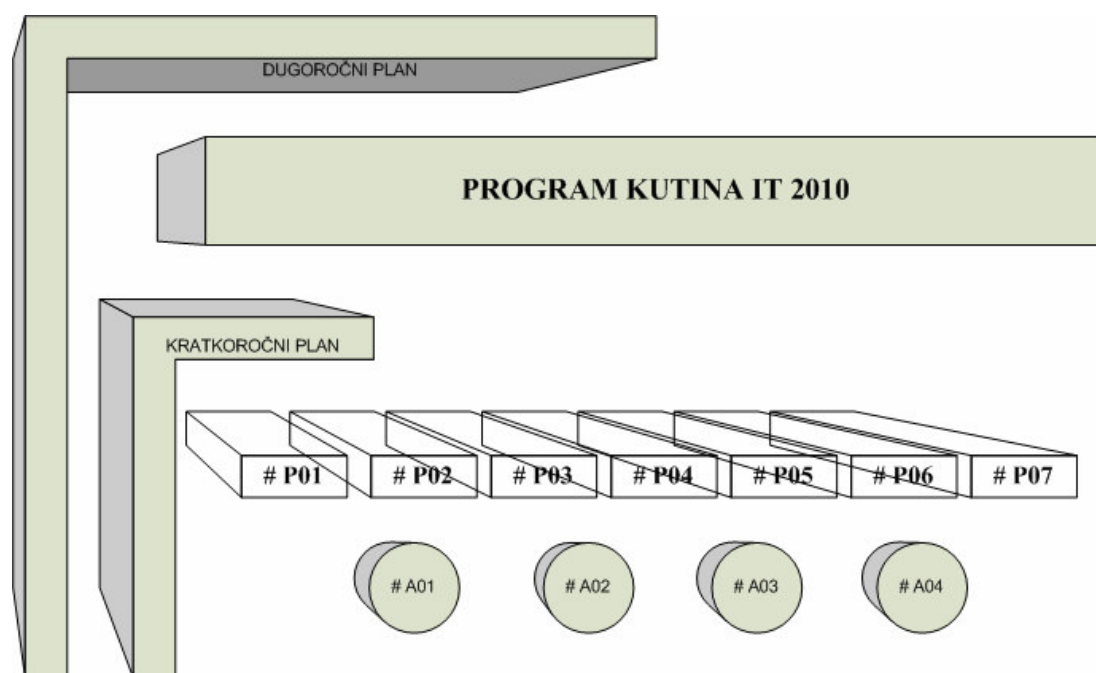 DUGOROČNI PLAN
PROGRAM KUTINA IT 2010
KRATKOROČNI PLAN
# P01 # P02 # P03 # P04 # P05 # P06 # P07
# A01 # A02 # A03 # A04